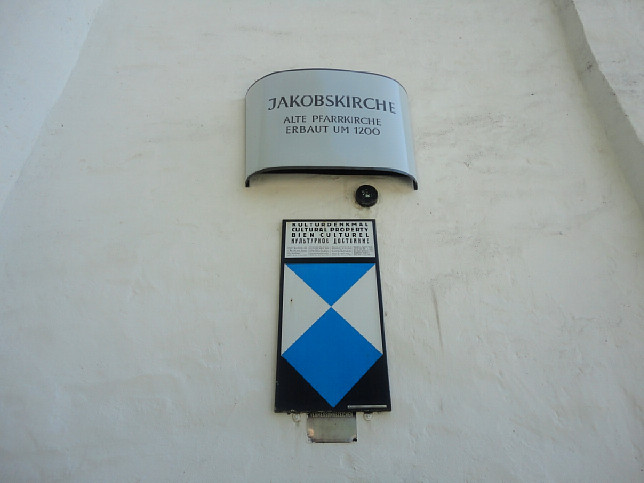 JAKOBSKIRCHE
ALTE PFARRKIRCHE
ERBAUT UM 1200
KULTURDENKMAL
CULTURAL PROPERTY
BIEN CULTUREL
КУЛЬТУРНОЕ ДОСТОЯНИЕ